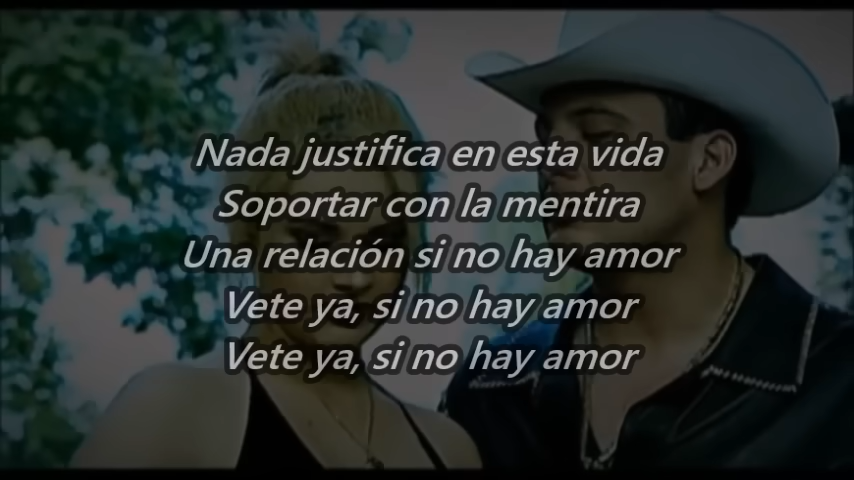 Nada justifica en esta vida
Soportar con la mentira
Una relación si no hay amor
Vete ya, si no hay amor
Vete ya, si no hay amor